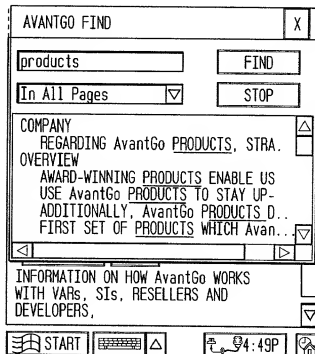 AVANTGO FIND X
products FIND
In All Pages STOP
COMPANY
REGARDING AvantGo PRODUCTS, STRA.
OVERVIEW
AWARD-WINNING PRODUCTS ENABLE US
USE AvantGo PRODUCTS TO STAY UP-
ADDITIONALLY, AvantGo PRODUCTS D..
FIRST SET OF PRODUCTS WHICH Avan...
INFORMATION ON HOW AvantGo WORKS
WITH VARs, SIs, RESELLERS AND
DEVELOPERS,
START 4:49P